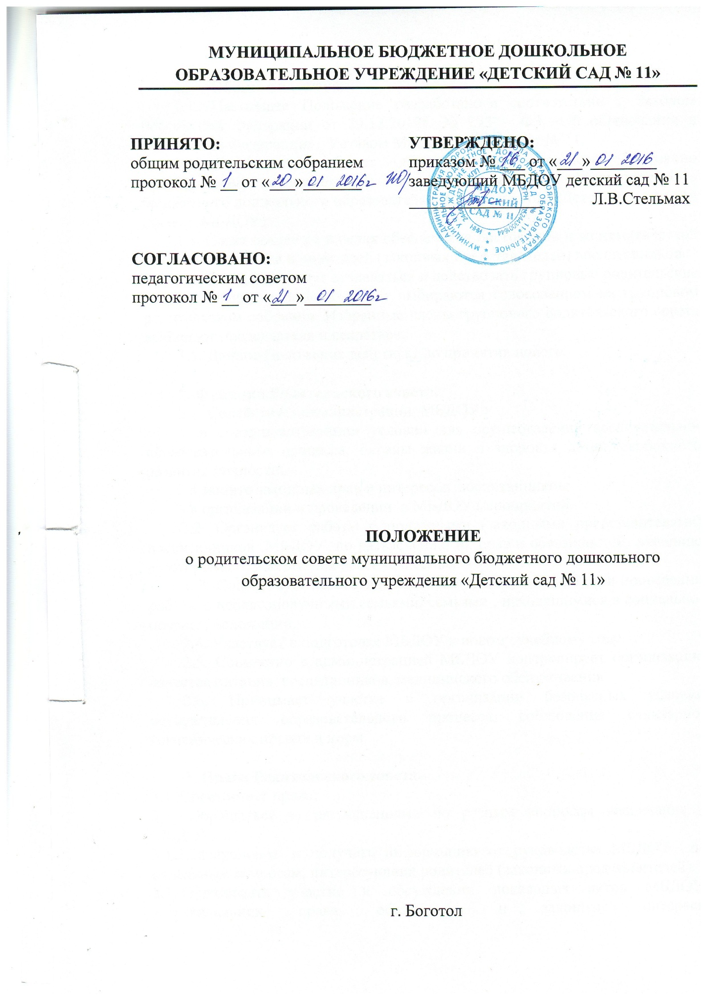 МУНИЦИПАЛЬНОЕ БЮДЖЕТНОЕ ДОШКОЛЬНОЕ
ОБРАЗОВАТЕЛЬНОЕ УЧРЕЖДЕНИЕ «ДЕТСКИЙ САД № 11»
ПРИНЯТО:
общим родительским собранием
протокол № 1 от «20» 01 2016г
УТВЕРЖДЕНО:
приказом № 16 от «21» 01 2016
заведующий МБДОУ детский сад № 11
Л.В.Стельмах
МБДОУ
ДЕТСКИЙ
САД № 11
СОГЛАСОВАНО:
педагогическим советом
протокол № 1 от «21» 01 2016г
ПОЛОЖЕНИЕ
о родительском совете муниципального бюджетного дошкольного
образовательного учреждения «Детский сад № 11»
г. Боготол